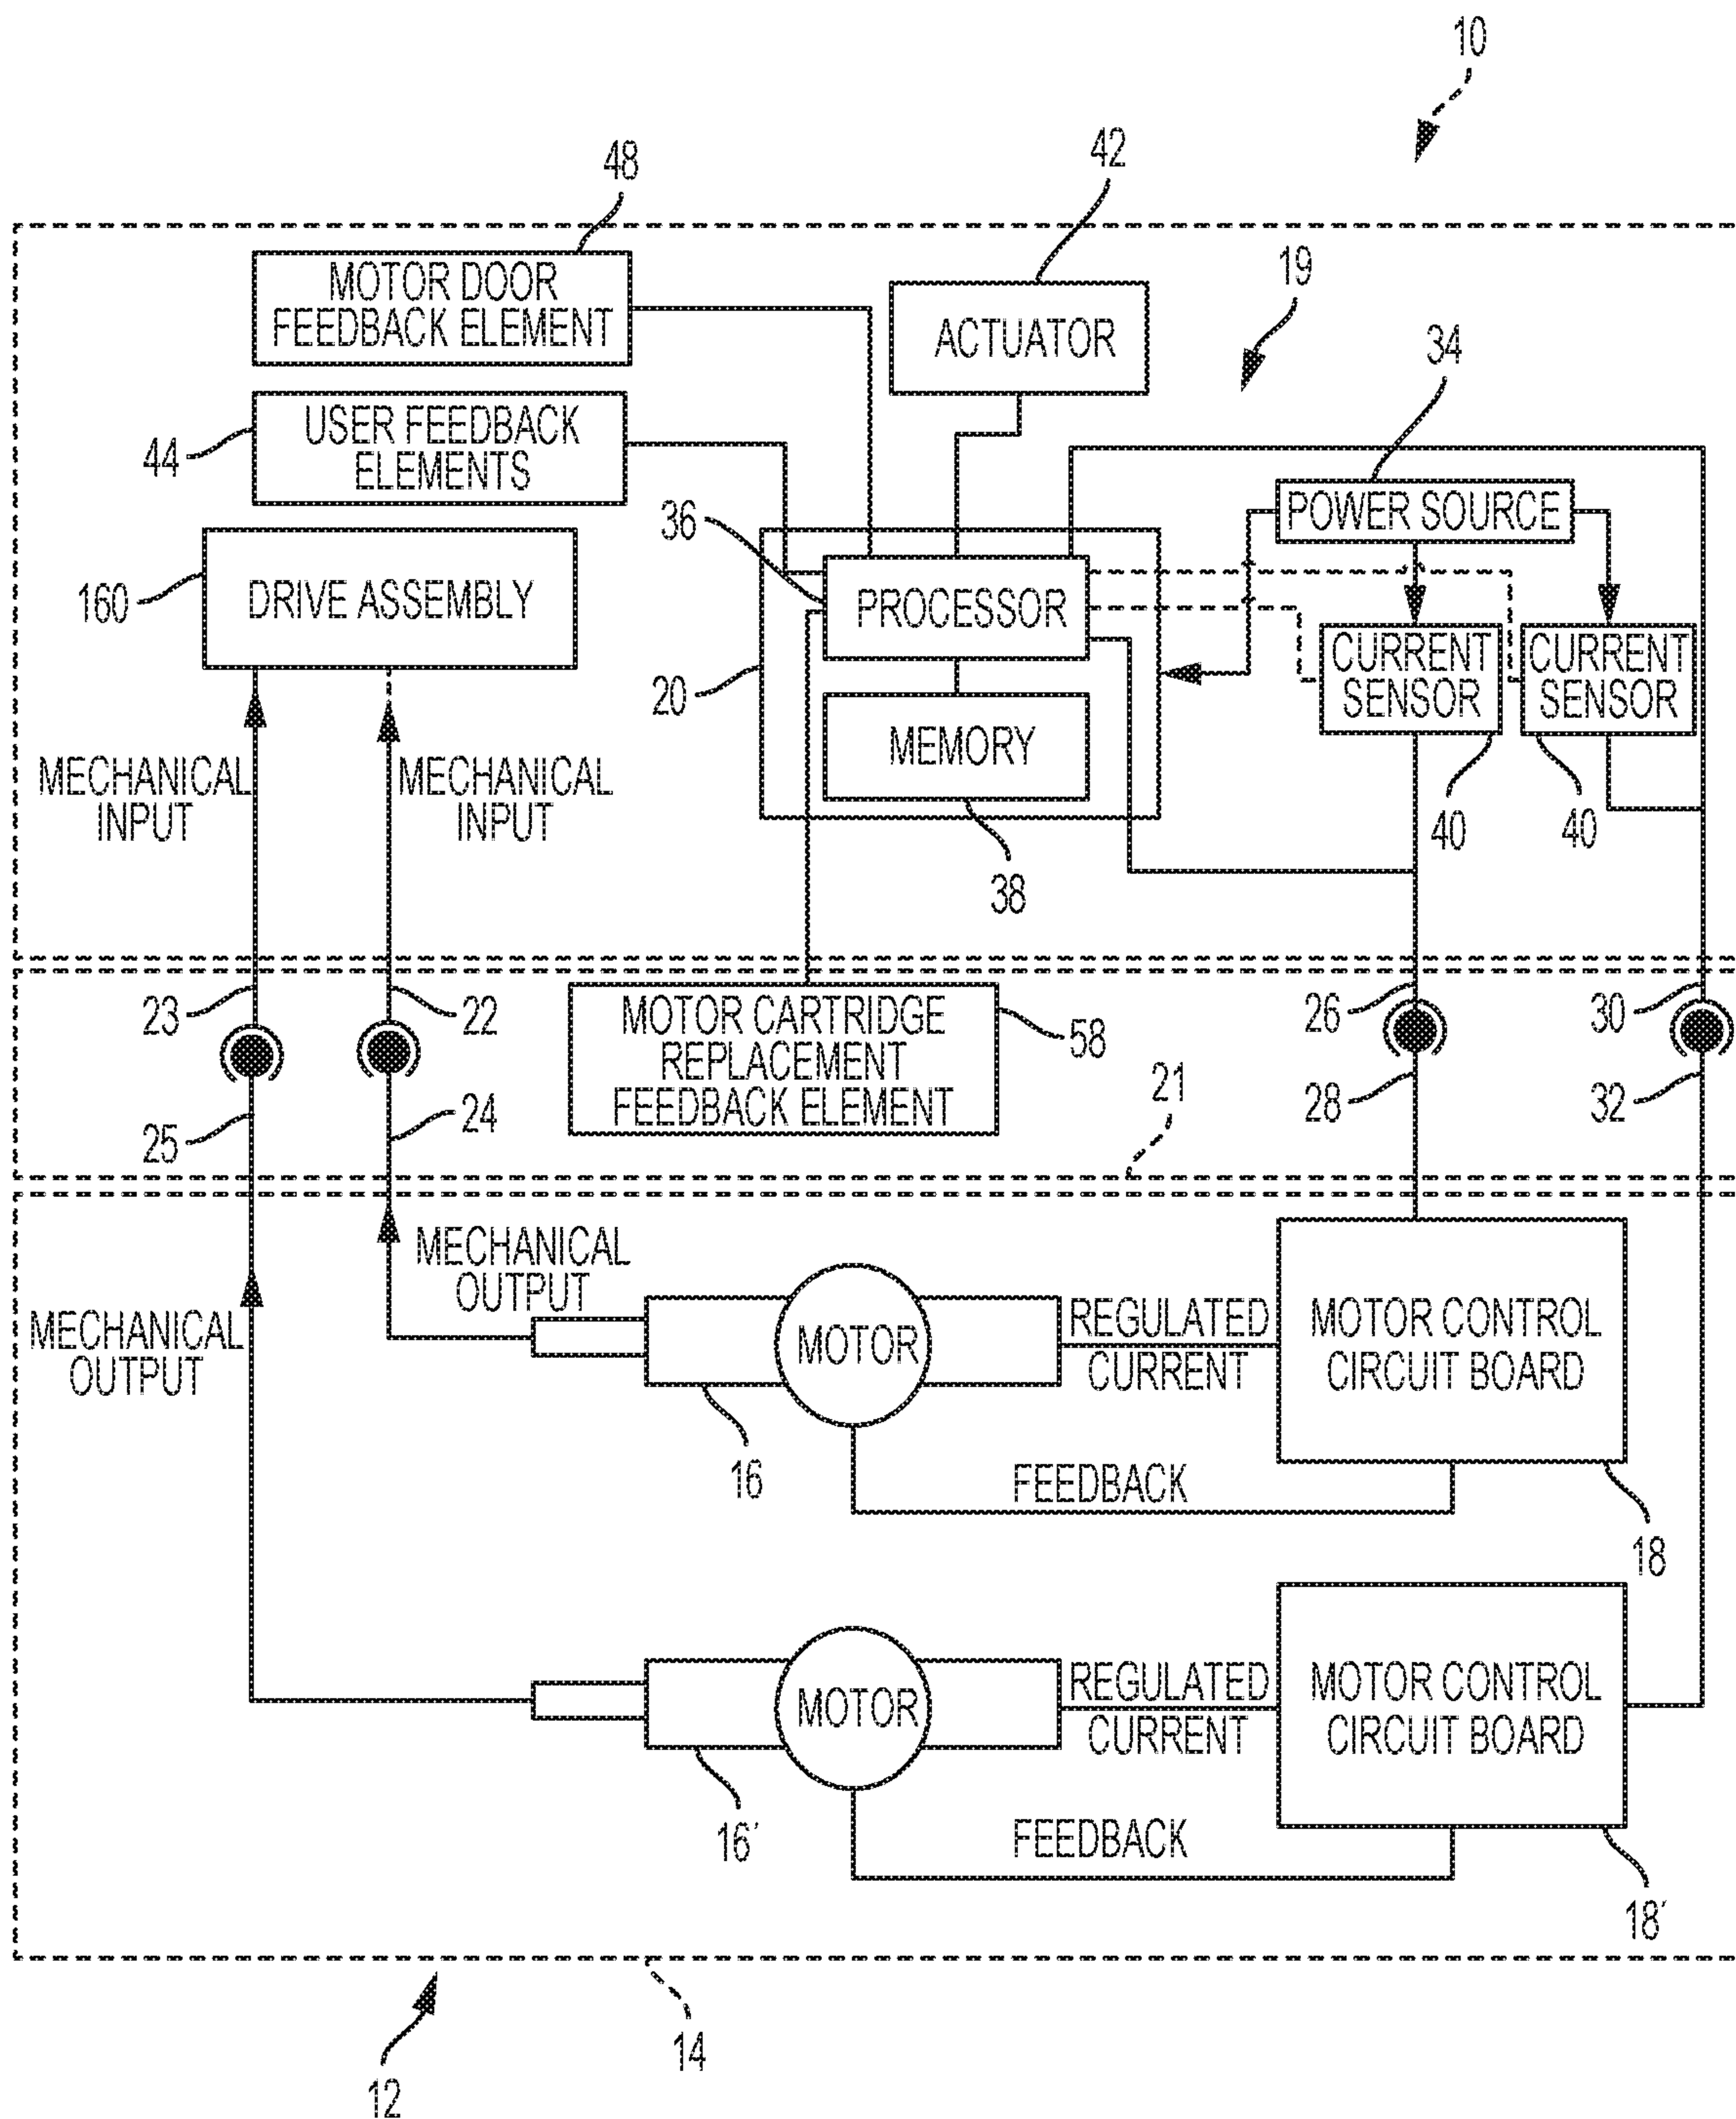 10
48
42
19
MOTOR DOOR
FEEDBACK ELEMENT
ACTUATOR
34
44
USER FEEDBACK
ELEMENTS
36
POWER SOURCE
160
DRIVE ASSEMBLY
PROCESSOR
20
CURRENT
SENSOR
CURRENT
SENSOR
MEMORY
MECHANICAL
INPUT
MECHANICAL
INPUT
38
40
40
23
22
MOTOR CARTRIDGE
REPLACEMENT
FEEDBACK ELEMENT
58
26
30
25
24
21
28
32
MECHANICAL
OUTPUT
MECHANICAL
OUTPUT
MOTOR
REGULATED
CURRENT
MOTOR CONTROL
CIRCUIT BOARD
16
FEEDBACK
18
MOTOR
REGULATED
CURRENT
MOTOR CONTROL
CIRCUIT BOARD
16'
FEEDBACK
18'
12
14